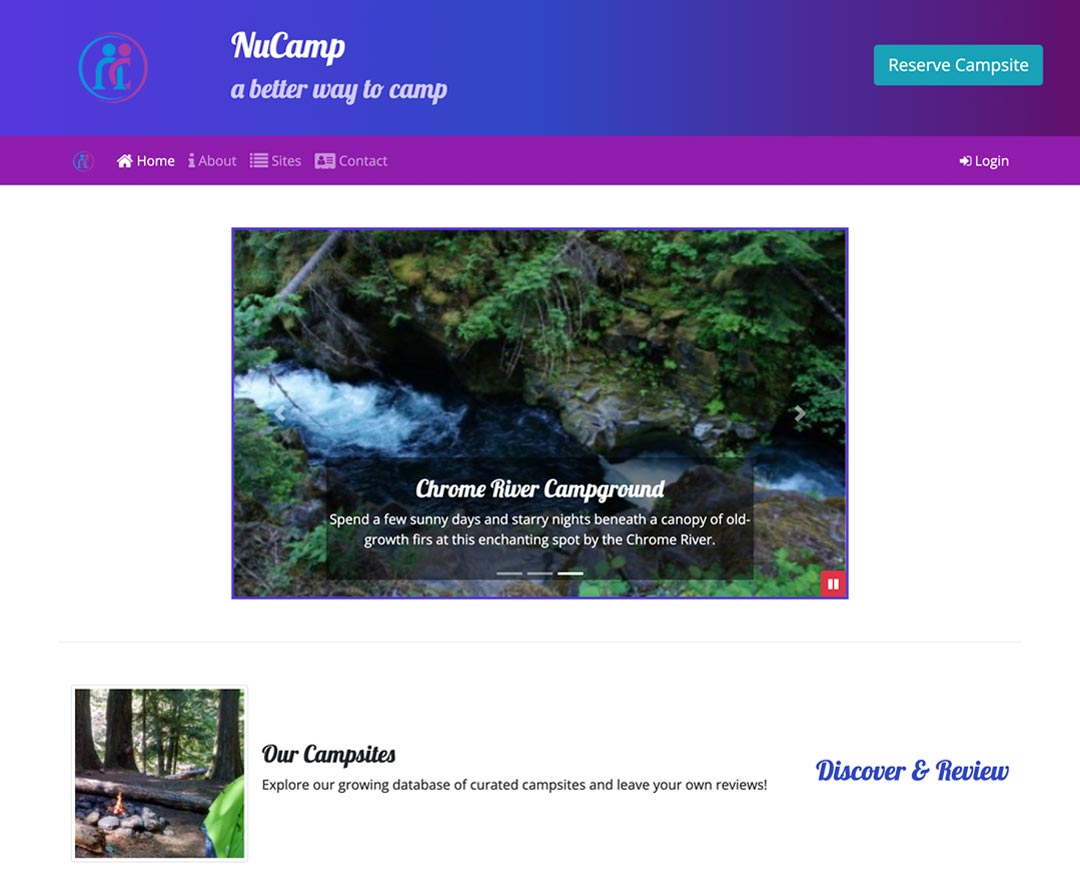 NuCamp
a better way to camp
Reserve Campsite
Home About Sites Contact Login
Chrome River Campground
Spend a few sunny days and starry nights beneath a canopy of old-
growth firs at this enchanting spot by the Chrome River.
Our Campsites
Explore our growing database of curated campsites and leave your own reviews!
Discover & Review